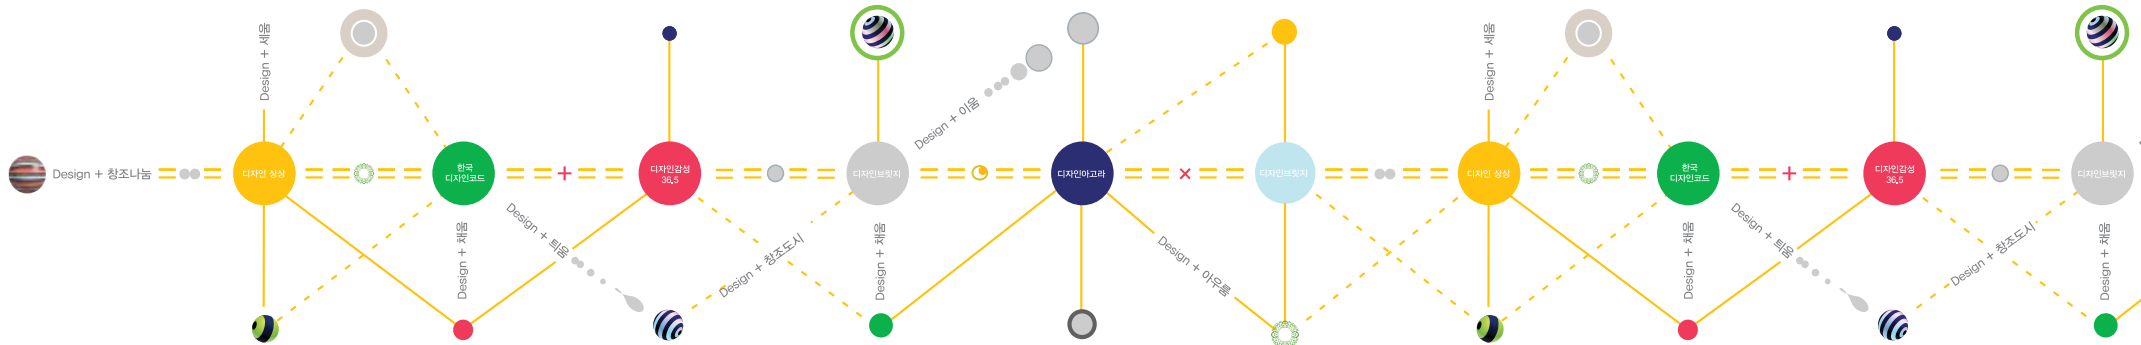 Design + 창조나눔
Design + 세움
디자인 상상
한국
디자인코드
Design + 채움
Design + 틔움
디자인감성
36.5
Design + 창조도시
디자인브릿지
Design + 채움
Design + 이움
디자인아고라
Design + 아우름
디자인브릿지
Design + 세움
디자인 상상
한국
디자인코드
Design + 채움
Design + 틔움
디자인감성
36.5
Design + 창조도시
디자인브릿지
Design + 채움